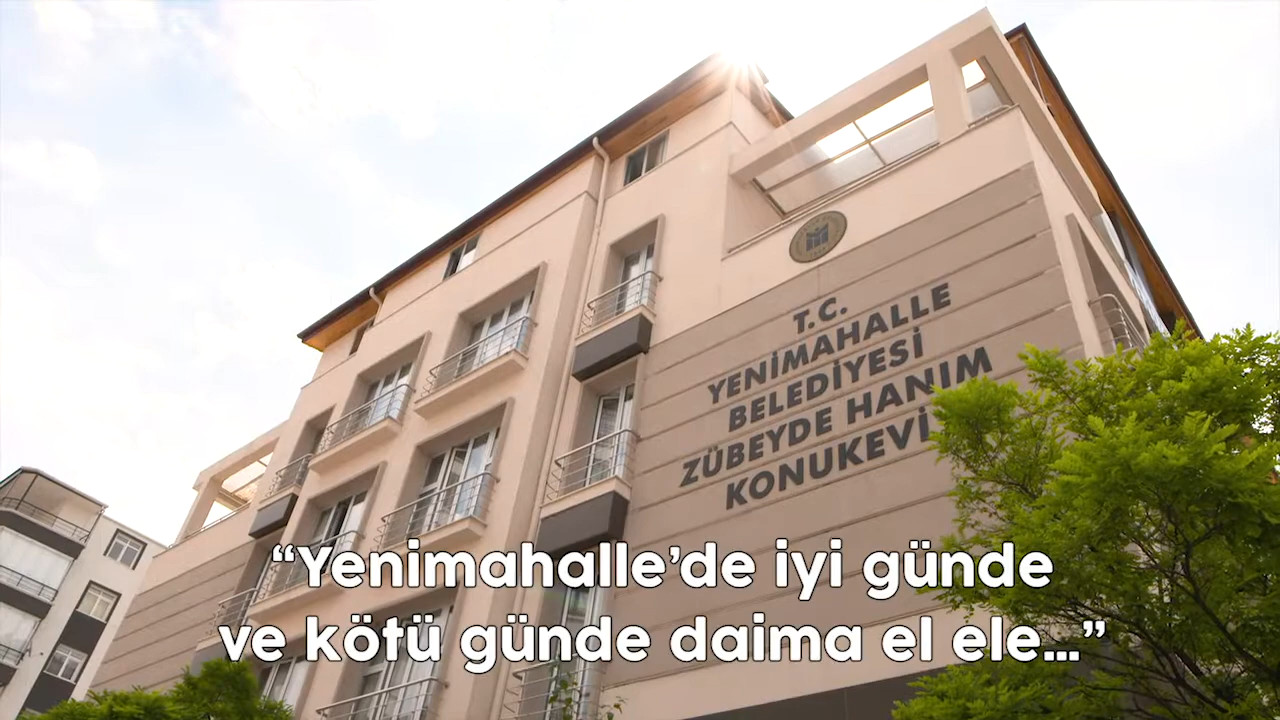 T.C.
YENİMAHALLE
BELEDİYESİ
ZÜBEYDE HANIM
KONUKEVİ
“Yenimahalle’de iyi günde
ve kötü günde daima el ele...”